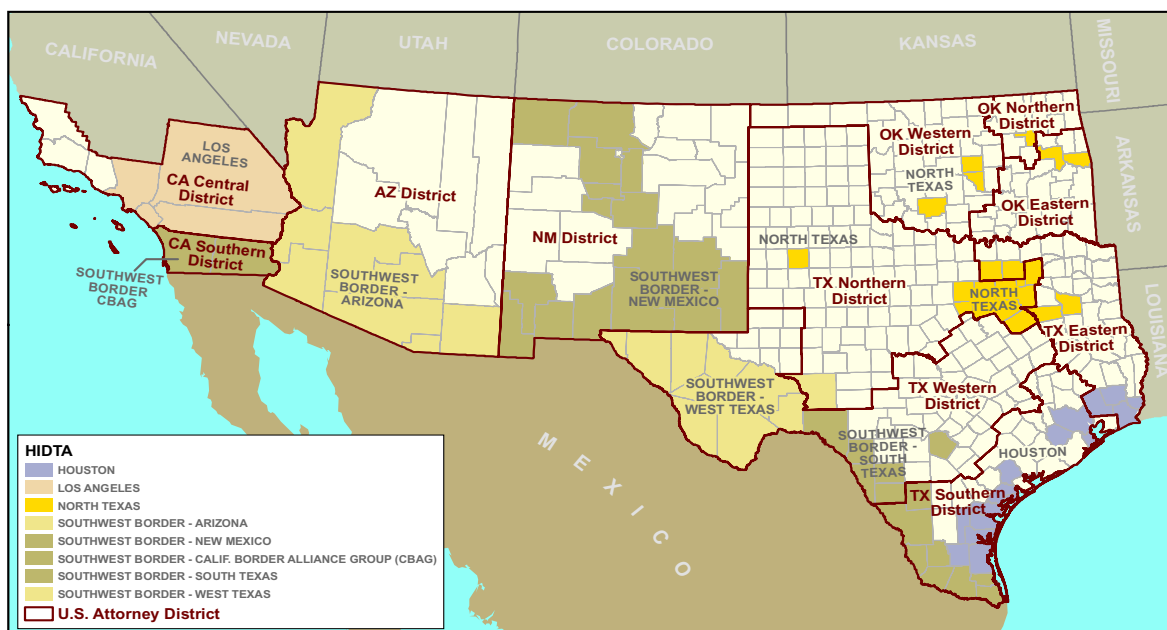 CALIFORNIA
NEVADA
UTAH
COLORADO
KANSAS
MISSOURI
ARKANSAS
LOUISIANA
LOS
ANGELES
CA Central
District
CA Southern
District
SOUTHWEST
BORDER
CBAG
AZ District
SOUTHWEST
BORDER -
ARIZONA
NM District
SOUTHWEST
BORDER -
NEW MEXICO
OK Northern
District
OK Western
District
NORTH
TEXAS
OK Eastern
District
NORTH TEXAS
TX Northern
District
NORTH
TEXAS
TX Eastern
District
SOUTHWEST
BORDER -
WEST TEXAS
TX Western
District
SOUTHWEST
BORDER -
SOUTH
TEXAS
HOUSTON
TX Southern
District
MEXICO
HIDTA
HOUSTON
LOS ANGELES
NORTH TEXAS
SOUTHWEST BORDER - ARIZONA
SOUTHWEST BORDER - NEW MEXICO
SOUTHWEST BORDER - CALIF. BORDER ALLIANCE GROUP (CBAG)
SOUTHWEST BORDER - SOUTH TEXAS
SOUTHWEST BORDER - WEST TEXAS
U.S. Attorney District